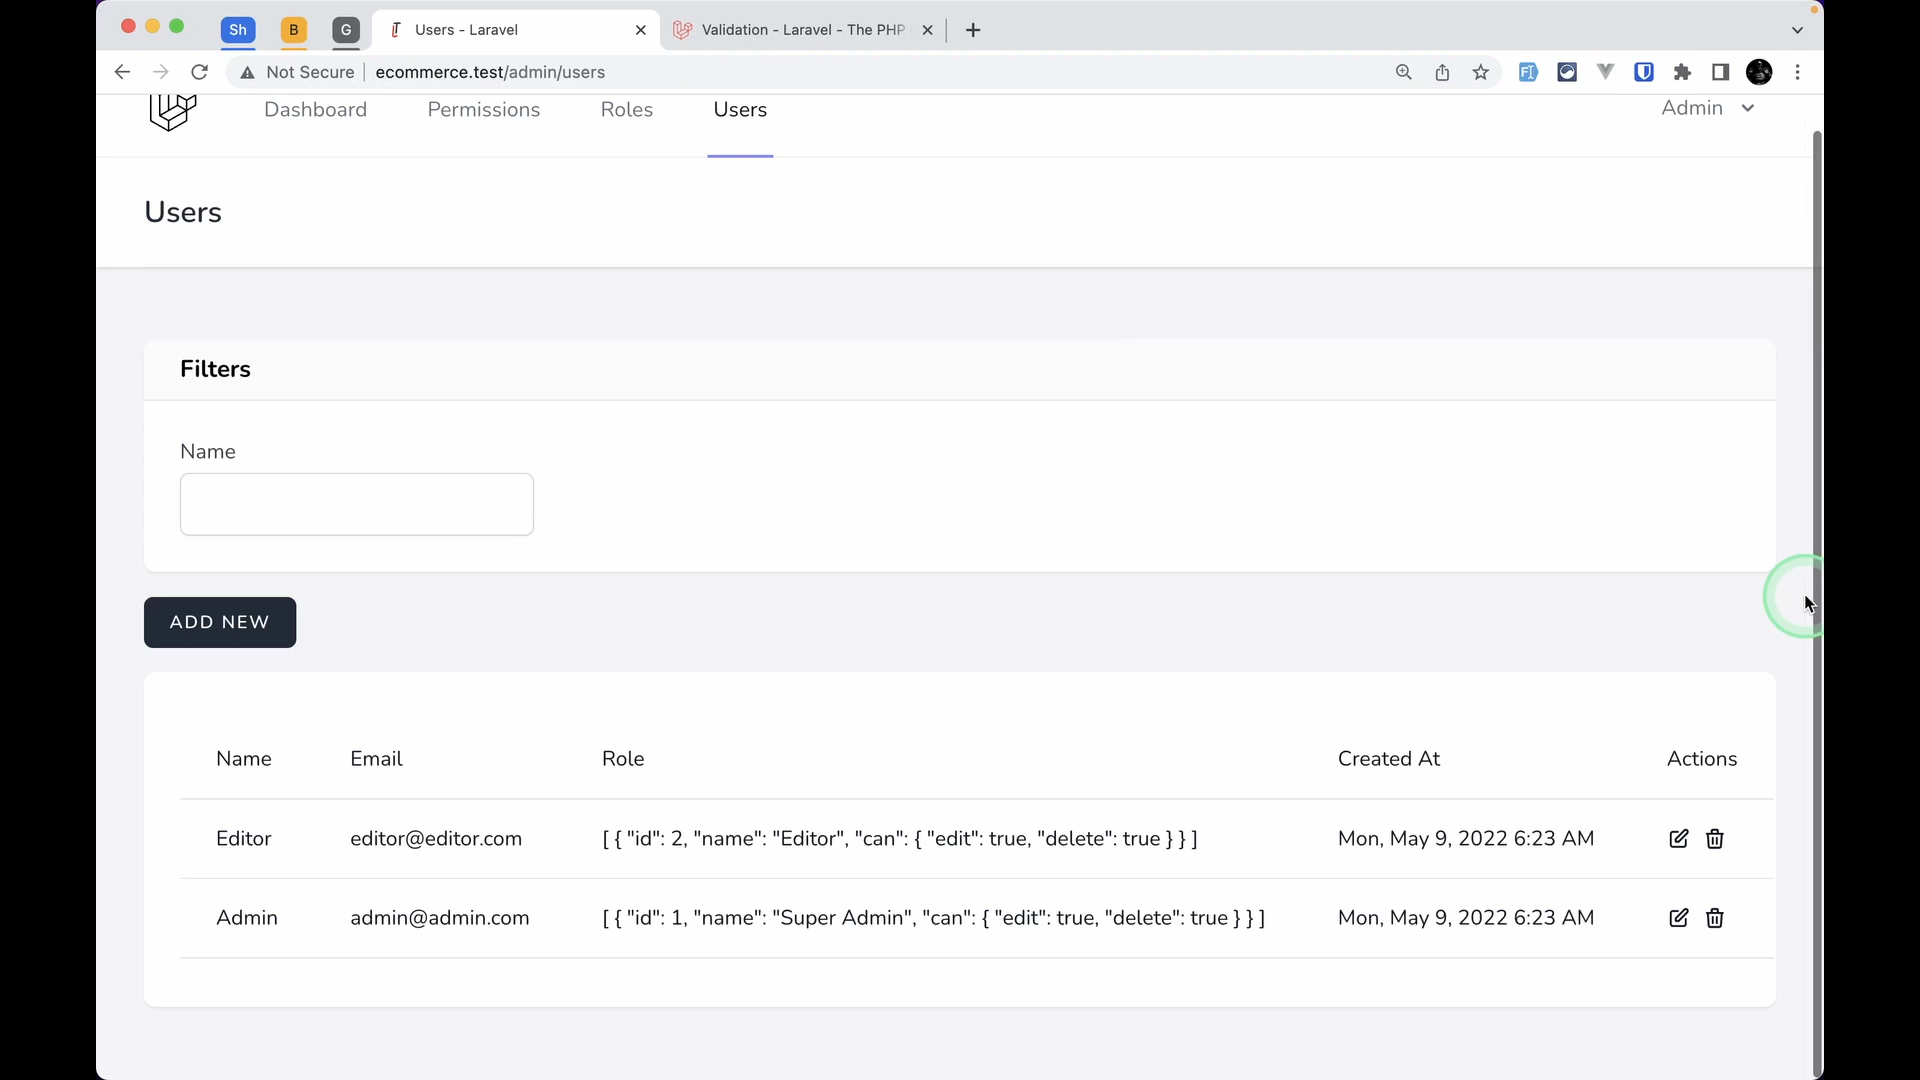 Sh
B
G
Users - Laravel
Validation - Laravel - The PHP
Not Secure
ecommerce.test/admin/users
Dashboard
Permissions
Roles
Users
Admin
Users
Filters
Name
ADD NEW
Name Email Role Created At Actions
Editor editor@editor.com [ { "id": 2, "name": "Editor", "can": { "edit": true, "delete": true } } ] Mon, May 9, 2022 6:23 AM
Admin admin@admin.com [ { "id": 1, "name": "Super Admin", "can": { "edit": true, "delete": true } } ] Mon, May 9, 2022 6:23 AM